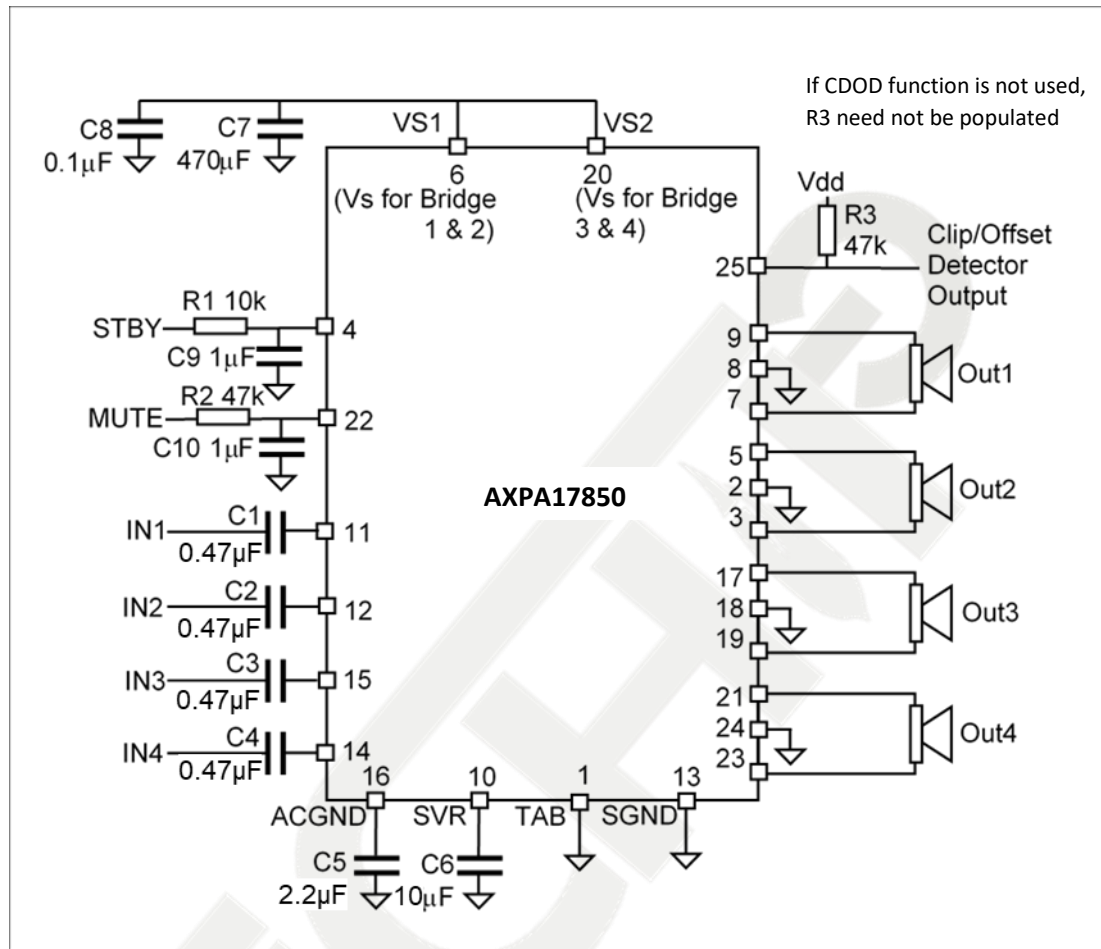 If CDOD function is not used,
R3 need not be populated
C8
0.1µF
C7
470µF
VS1
VS2
6
20
(Vs for Bridge
1 & 2)
(Vs for Bridge
3 & 4)
Vdd
R3
47k
Clip/Offset
Detector
Output
25
STBY
R1 10k
4
C9 1µF
MUTE
R2 47k
22
C10 1µF
9
8
7
Out1
5
2
3
Out2
AXPA17850
IN1
C1
0.47µF
11
IN2
C2
0.47µF
12
IN3
C3
0.47µF
15
IN4
C4
0.47µF
14
17
18
19
Out3
21
24
23
Out4
16
10
1
13
ACGND
SVR
TAB
SGND
C5
2.2µF
C6
10µF